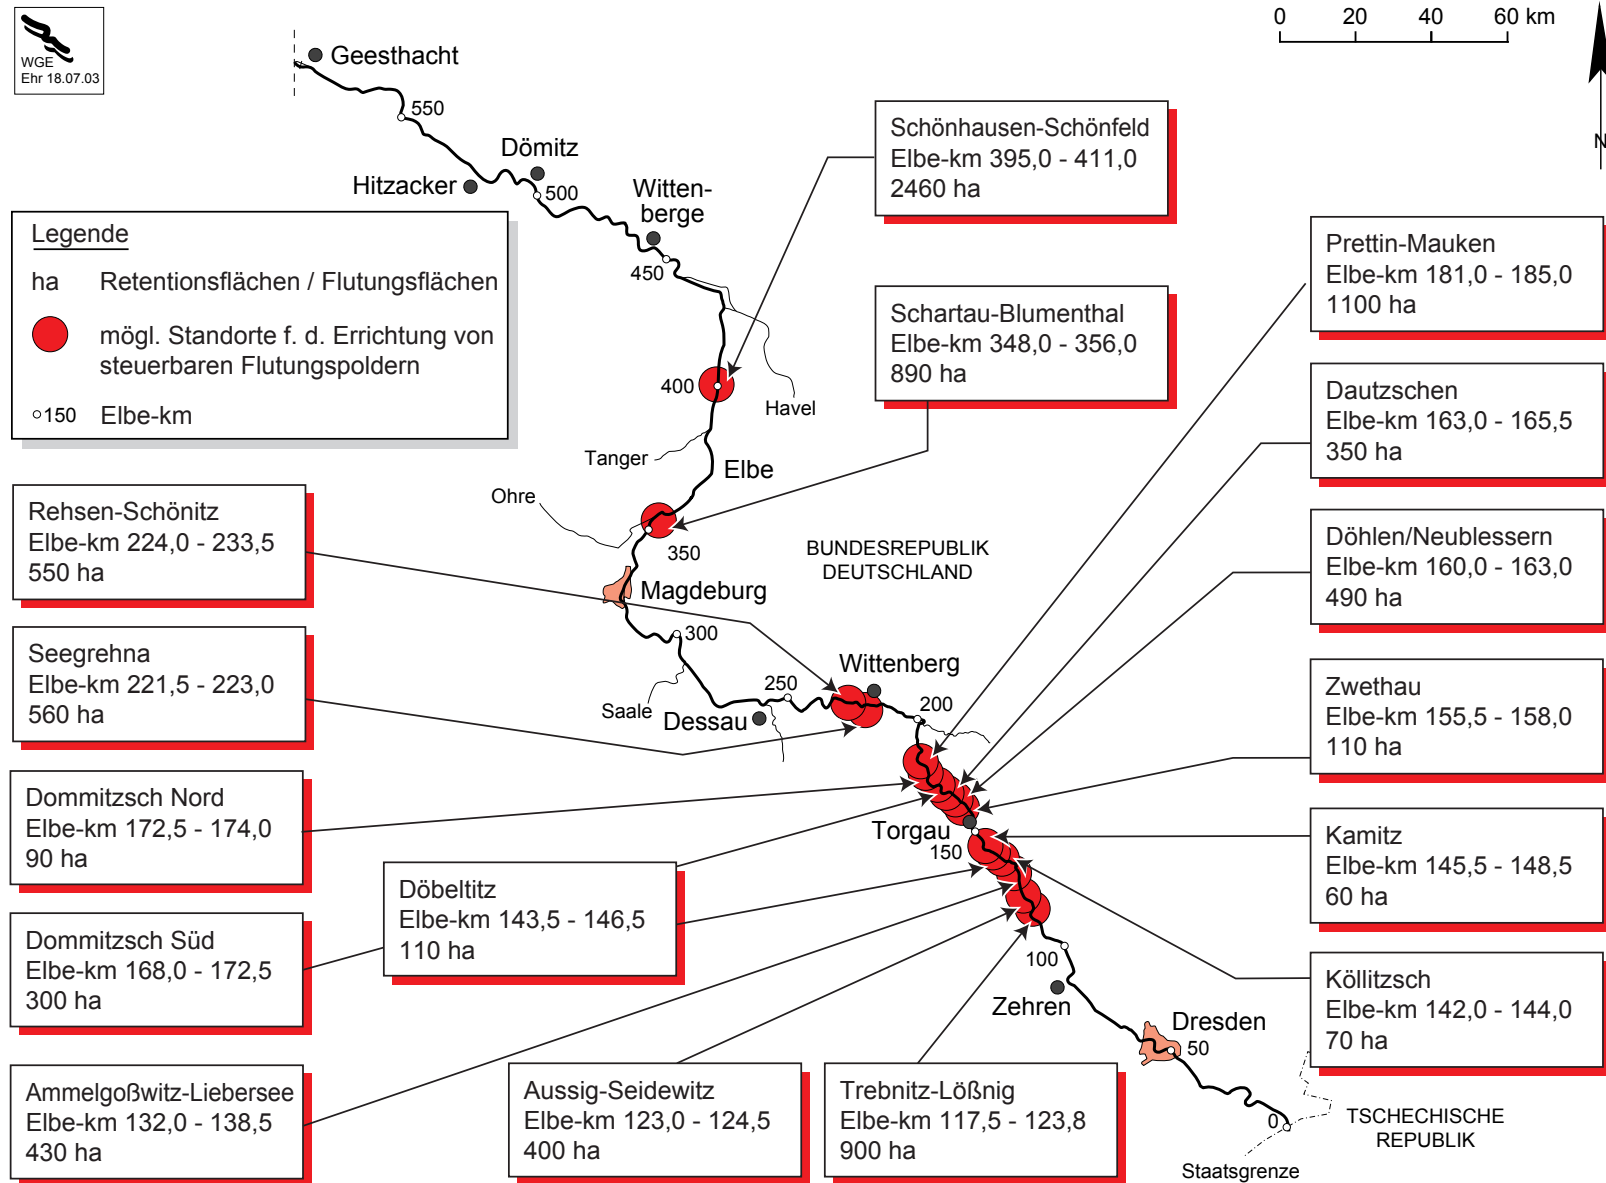 WGE
Ehr 18.07.03
0 20 40 60 km
N
Geesthacht
550
Dömitz
Hitzacker
500
Witten-
berge
450
400
Havel
Tanger
Elbe
Ohre
350
BUNDESREPUBLIK
DEUTSCHLAND
Magdeburg
300
Wittenberg
250
200
Saale
Dessau
Torgau
150
100
Zehren
Dresden
50
0
TSCHECHISCHE
REPUBLIK
Staatsgrenze
Legende
ha Retentionsflächen / Flutungsflächen
mögl. Standorte f. d. Errichtung von
steuerbaren Flutungspoldern
150 Elbe-km
Schönhausen-Schönfeld
Elbe-km 395,0 - 411,0
2460 ha
Schartau-Blumenthal
Elbe-km 348,0 - 356,0
890 ha
Prettin-Mauken
Elbe-km 181,0 - 185,0
1100 ha
Dautzschen
Elbe-km 163,0 - 165,5
350 ha
Döhlen/Neublessern
Elbe-km 160,0 - 163,0
490 ha
Zwethau
Elbe-km 155,5 - 158,0
110 ha
Kamitz
Elbe-km 145,5 - 148,5
60 ha
Köllitzsch
Elbe-km 142,0 - 144,0
70 ha
Rehsen-Schönitz
Elbe-km 224,0 - 233,5
550 ha
Seegrehna
Elbe-km 221,5 - 223,0
560 ha
Dommitzsch Nord
Elbe-km 172,5 - 174,0
90 ha
Dommitzsch Süd
Elbe-km 168,0 - 172,5
300 ha
Döbeltitz
Elbe-km 143,5 - 146,5
110 ha
Ammelgoßwitz-Liebersee
Elbe-km 132,0 - 138,5
430 ha
Aussig-Seidewitz
Elbe-km 123,0 - 124,5
400 ha
Trebnitz-Lößnig
Elbe-km 117,5 - 123,8
900 ha